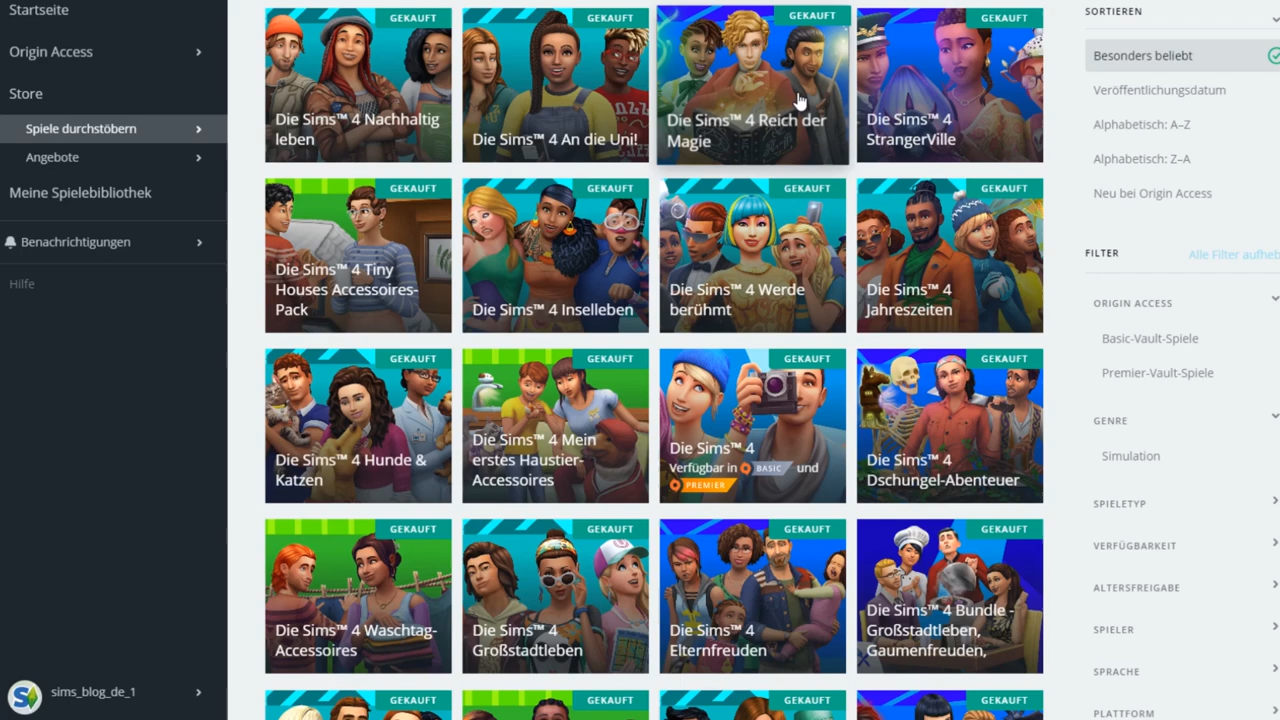 Startseite
Origin Access
Store
Spiele durchstöbern
Angebote
Meine Spielebibliothek
Benachrichtigungen
Hilfe
sims_blog_de_1
GEKAUFT
Die Sims™ 4 Nachhaltig
leben
GEKAUFT
Die Sims™ 4 An die Uni!
GEKAUFT
Die Sims™ 4 Reich der
Magie
GEKAUFT
Die Sims™ 4
StrangerVille
GEKAUFT
Die Sims™ 4 Tiny
Houses Accessoires-
Pack
GEKAUFT
Die Sims™ 4 Inselleben
GEKAUFT
Die Sims™ 4 Werde
berühmt
GEKAUFT
Die Sims™ 4
Jahreszeiten
GEKAUFT
Die Sims™ 4 Hunde &
Katzen
GEKAUFT
Die Sims™ 4 Mein
erstes Haustier-
Accessoires
GEKAUFT
Die Sims™ 4
Verfügbar in BASIC und
PREMIER
GEKAUFT
Die Sims™ 4
Dschungel-Abenteuer
GEKAUFT
Die Sims™ 4 Waschtag-
Accessoires
GEKAUFT
Die Sims™ 4
Großstadtleben
GEKAUFT
Die Sims™ 4
Elternfreuden
GEKAUFT
Die Sims™ 4 Bundle -
Großstadtleben,
Gaumenfreuden,
GEKAUFT
GEKAUFT
GEKAUFT
GEKAUFT
SORTIEREN
Besonders beliebt
Veröffentlichungsdatum
Alphabetisch: A–Z
Alphabetisch: Z–A
Neu bei Origin Access
FILTER
Alle Filter aufheb
ORIGIN ACCESS
Basic-Vault-Spiele
Premier-Vault-Spiele
GENRE
Simulation
SPIELTYP
VERFÜGBARKEIT
ALTERSFREIGABE
SPIELER
SPRACHE
PLATTFORM